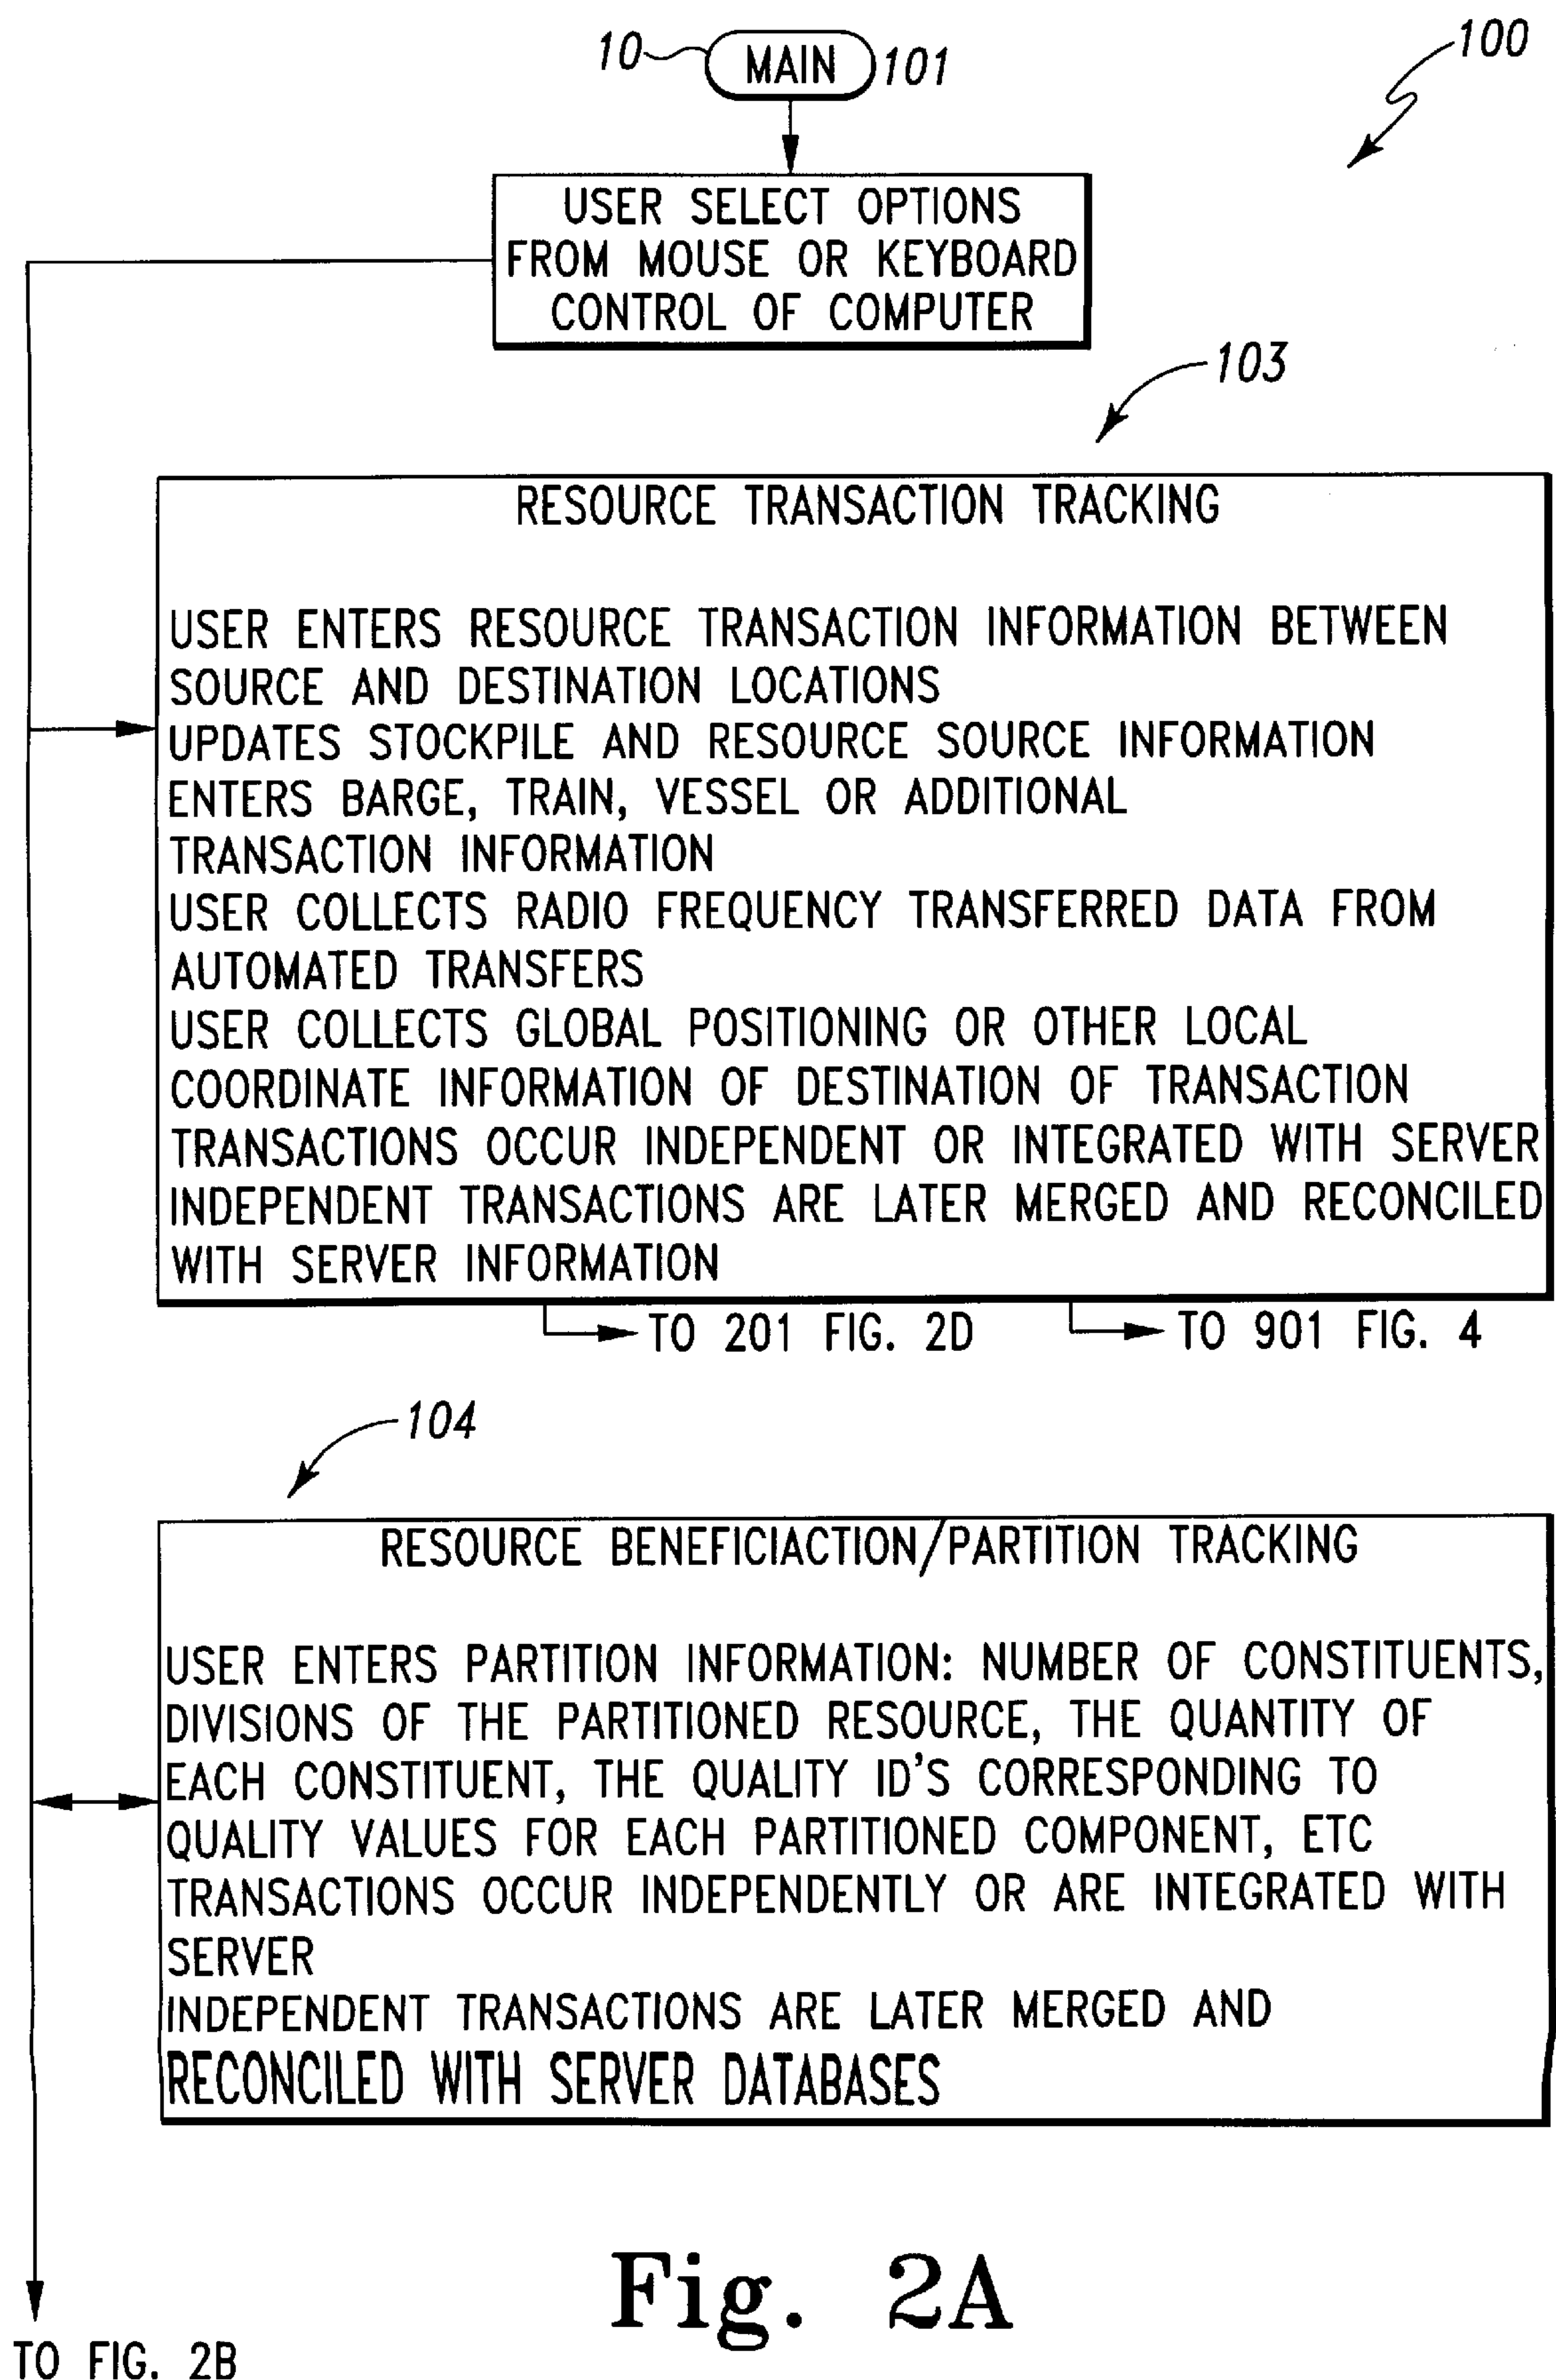 100
10 MAIN 101
USER SELECT OPTIONS
FROM MOUSE OR KEYBOARD
CONTROL OF COMPUTER
103
RESOURCE TRANSACTION TRACKING
USER ENTERS RESOURCE TRANSACTION INFORMATION BETWEEN
SOURCE AND DESTINATION LOCATIONS
UPDATES STOCKPILE AND RESOURCE SOURCE INFORMATION
ENTERS BARGE, TRAIN, VESSEL OR ADDITIONAL
TRANSACTION INFORMATION
USER COLLECTS RADIO FREQUENCY TRANSFERRED DATA FROM
AUTOMATED TRANSFERS
USER COLLECTS GLOBAL POSITIONING OR OTHER LOCAL
COORDINATE INFORMATION OF DESTINATION OF TRANSACTION
TRANSACTIONS OCCUR INDEPENDENT OR INTEGRATED WITH SERVER
INDEPENDENT TRANSACTIONS ARE LATER MERGED AND RECONCILED
WITH SERVER INFORMATION
TO 201 FIG. 2D
TO 901 FIG. 4
104
RESOURCE BENEFICIACTION/PARTITION TRACKING
USER ENTERS PARTITION INFORMATION: NUMBER OF CONSTITUENTS,
DIVISIONS OF THE PARTITIONED RESOURCE, THE QUANTITY OF
EACH CONSTITUENT, THE QUALITY ID'S CORRESPONDING TO
QUALITY VALUES FOR EACH PARTITIONED COMPONENT, ETC
TRANSACTIONS OCCUR INDEPENDENTLY OR ARE INTEGRATED WITH
SERVER
INDEPENDENT TRANSACTIONS ARE LATER MERGED AND
RECONCILED WITH SERVER DATABASES
Fig. 2A
TO FIG. 2B